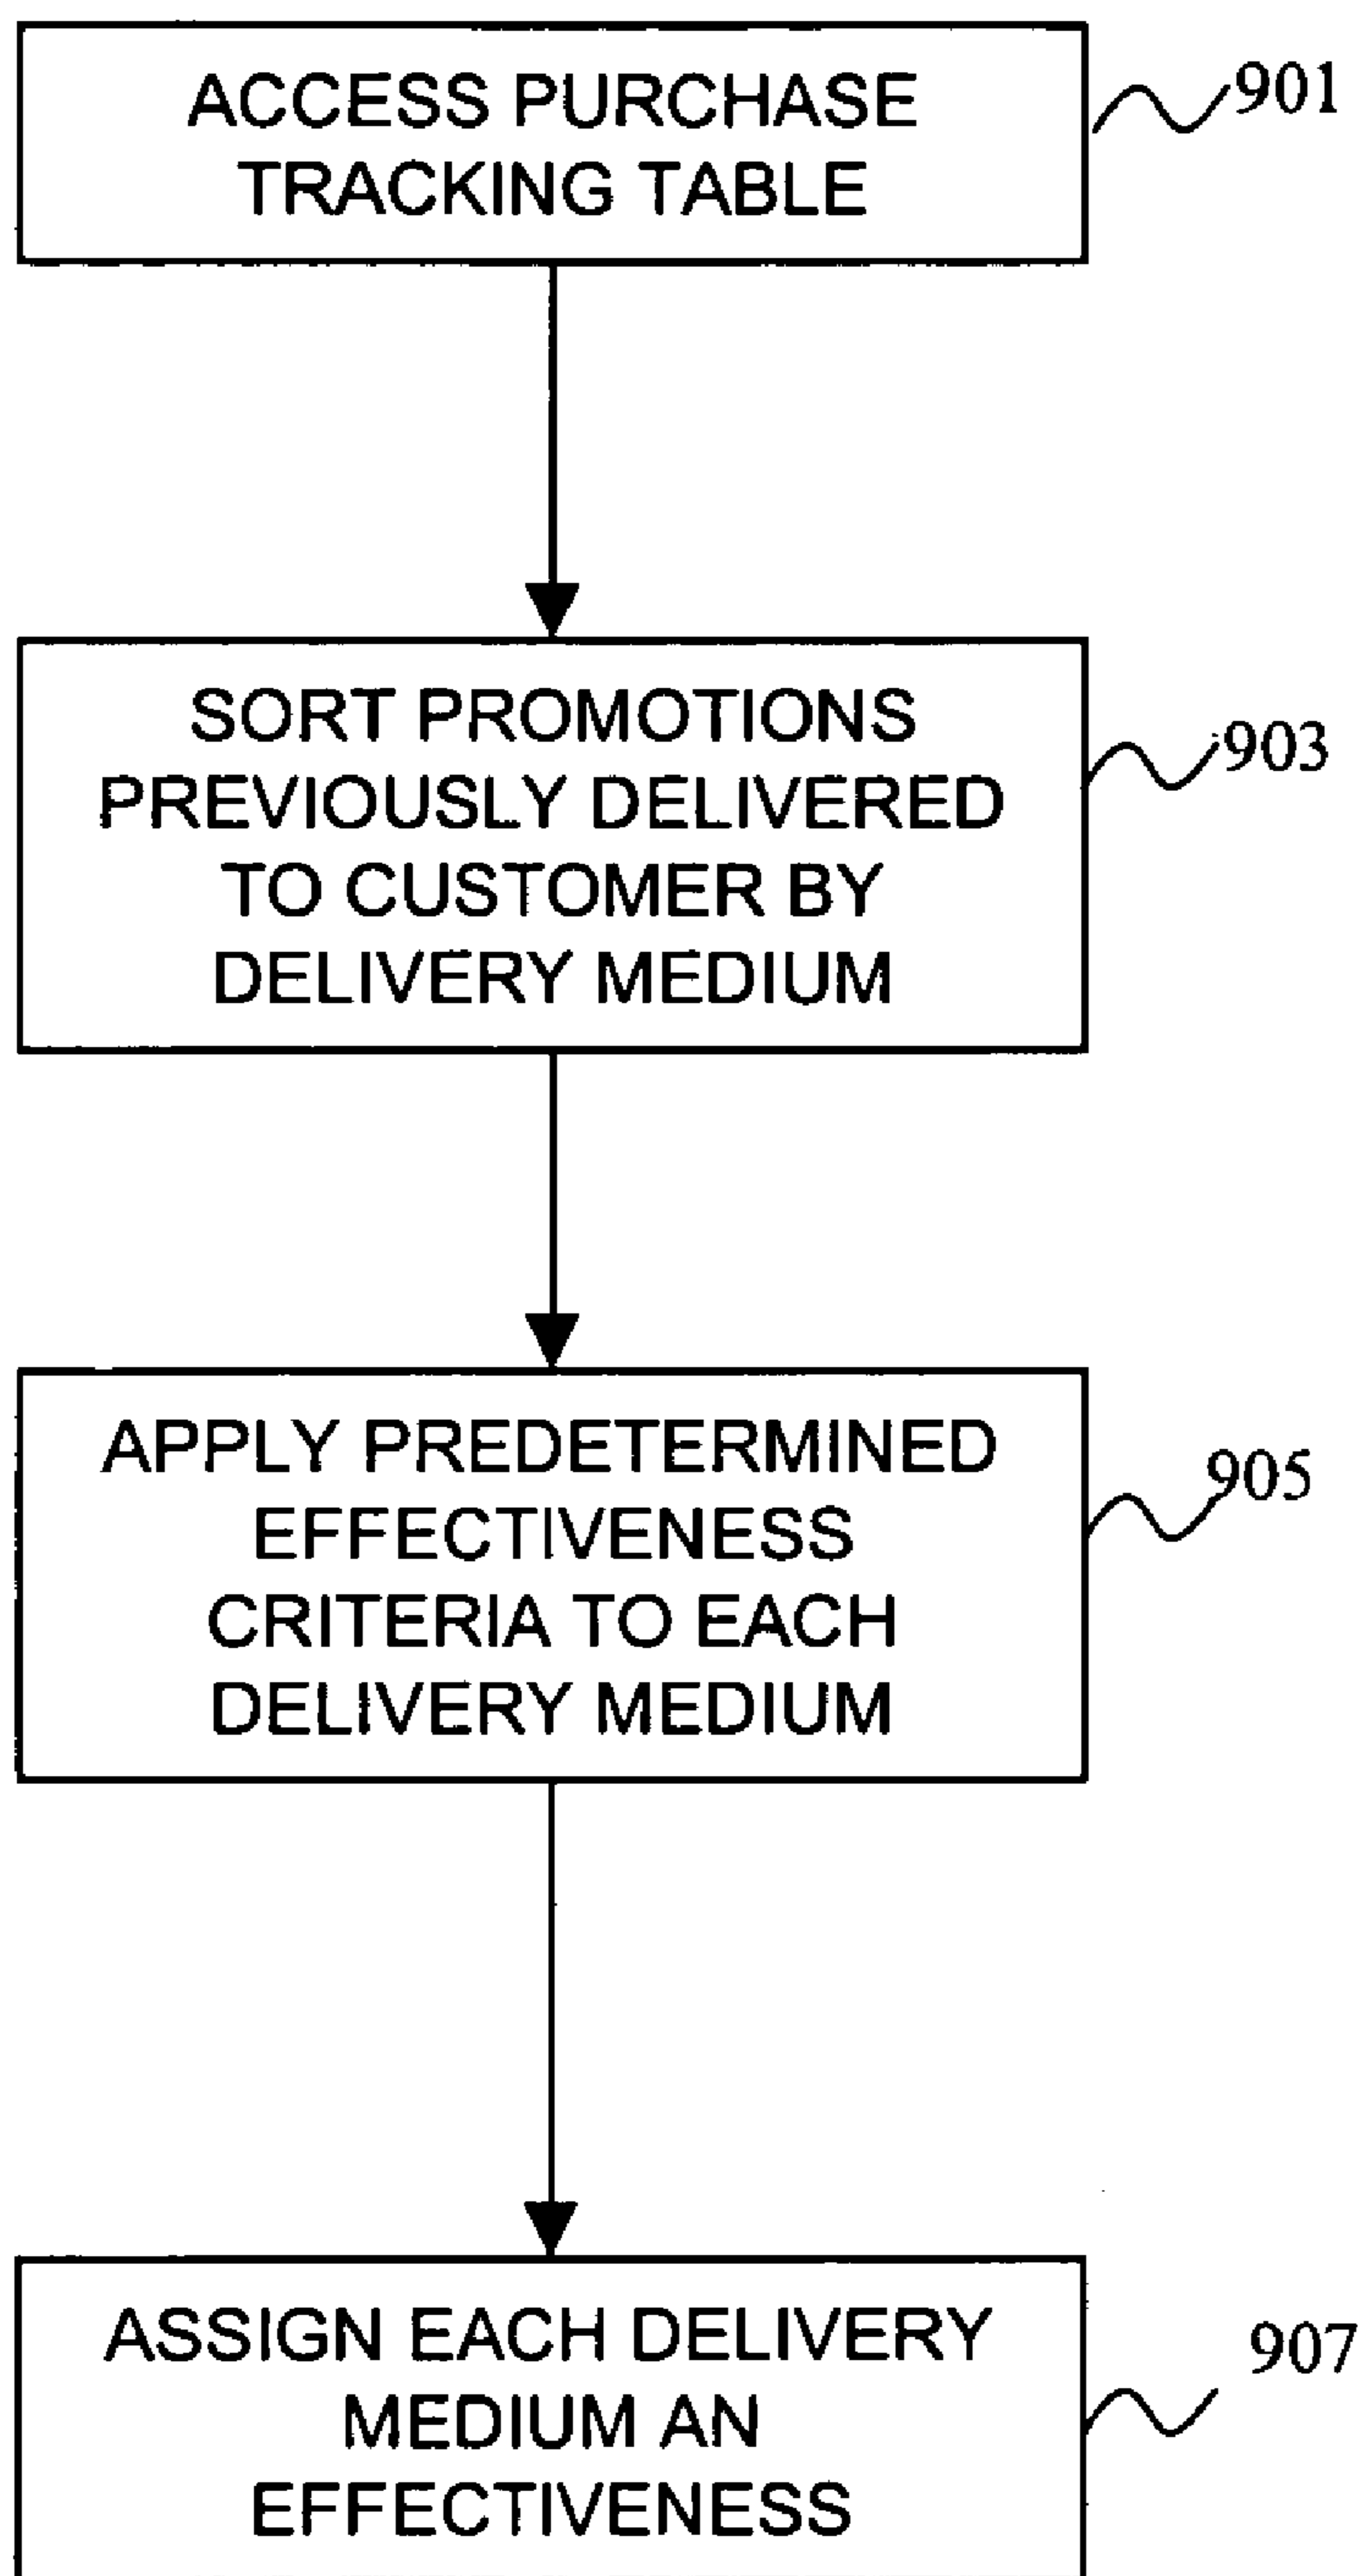 ACCESS PURCHASE
TRACKING TABLE
901
SORT PROMOTIONS
PREVIOUSLY DELIVERED
TO CUSTOMER BY
DELIVERY MEDIUM
903
APPLY PREDETERMINED
EFFECTIVENESS
CRITERIA TO EACH
DELIVERY MEDIUM
905
ASSIGN EACH DELIVERY
MEDIUM AN
EFFECTIVENESS
907